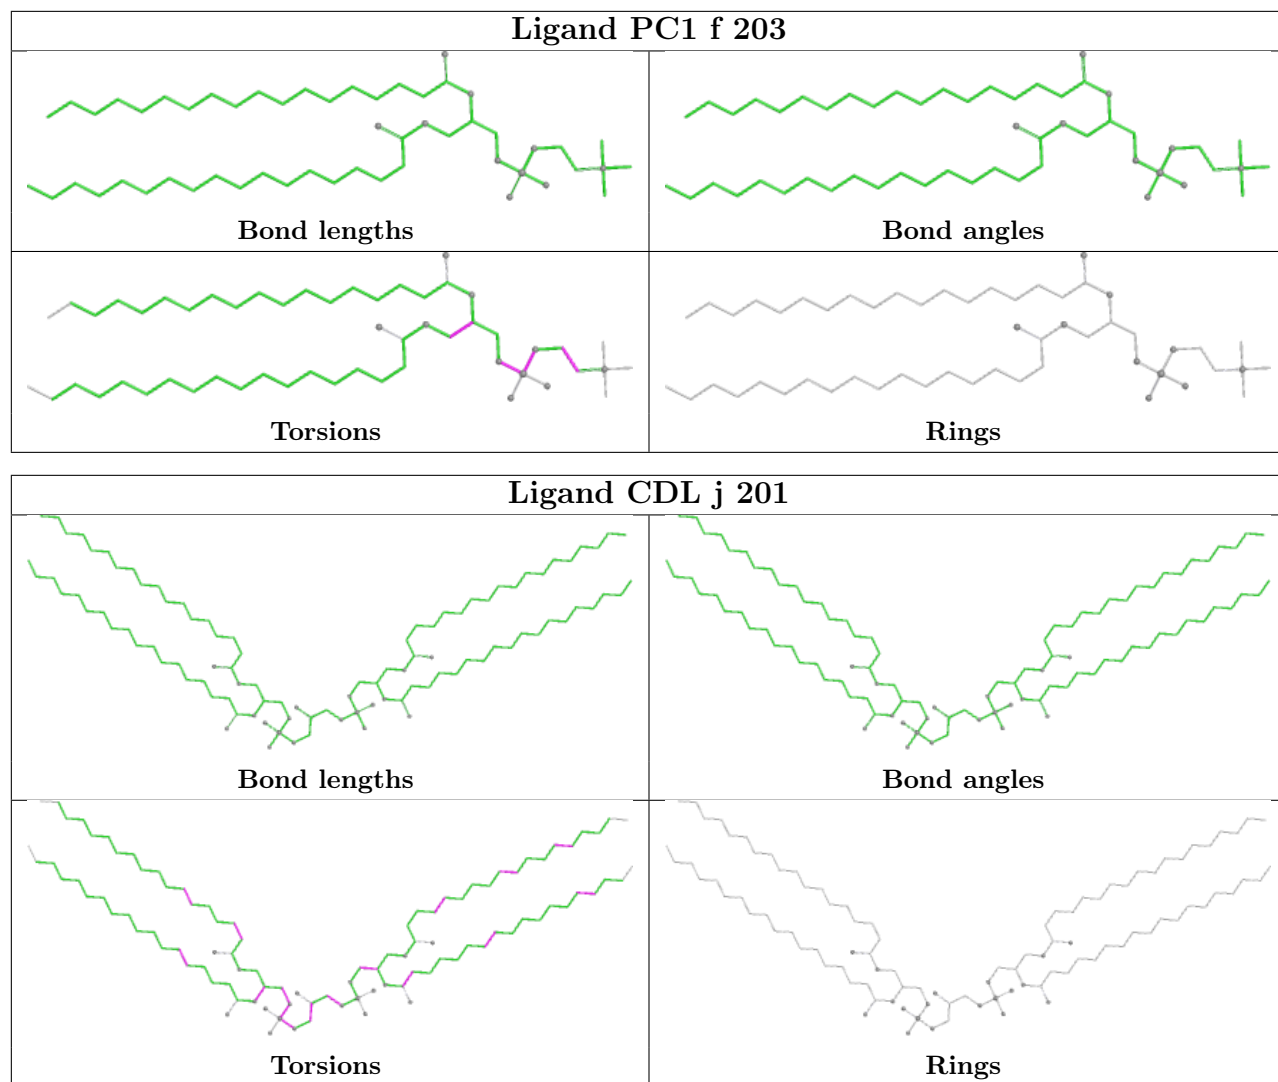 Ligand PC1 f 203
Bond lengths
Bond angles
Torsions
Rings
Ligand CDL j 201
Bond lengths
Bond angles
Torsions
Rings